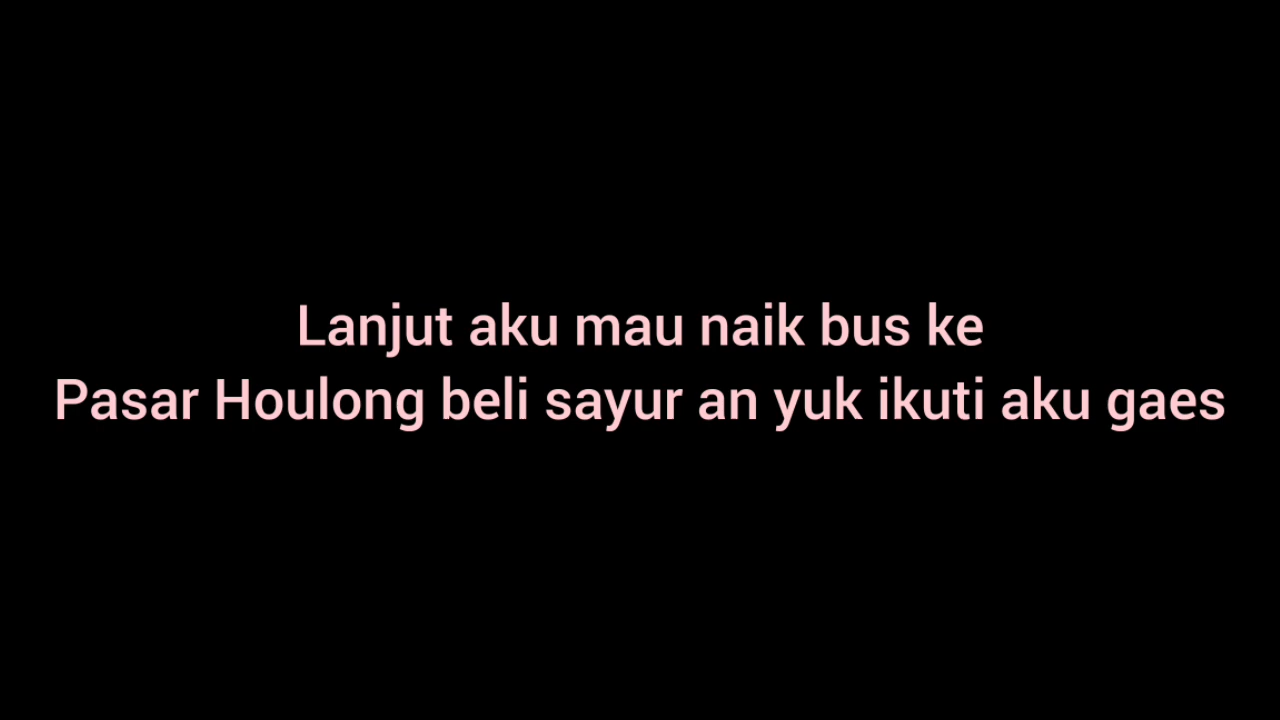 Lanjut aku mau naik bus ke
Pasar Houlong beli sayur an yuk ikuti aku gaes